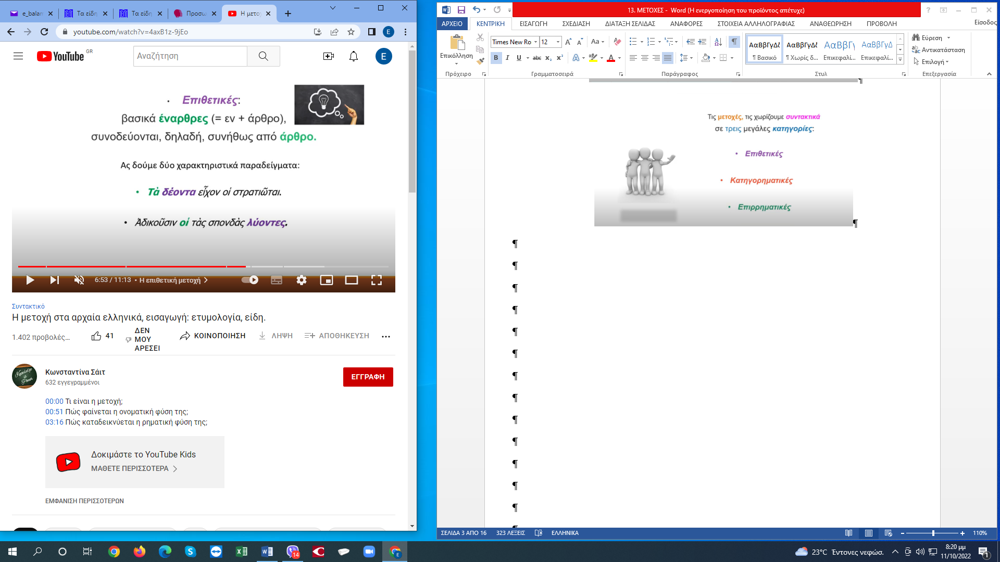 e_balam
Τα είδη
Τα είδη
Προσω
Η μετοχ
youtube.com/watch?v=4axB1z-9jEo
E
YouTube GR
Αναζήτηση
E
• Επιθετικές:
βασικά έναρθρες (= εν + άρθρο),
συνοδεύονται, δηλαδή, συνήθως από άρθρο.
Ας δούμε δύο χαρακτηριστικά παραδείγματα:
• Τὰ δέοντα εἶχον οἱ στρατιῶται.
• Ἀδικοῦσιν οἱ τὰς σπονδὰς λύοντες.
6:53 / 11:13 • Η επιθετική μετοχή
Συντακτικό
Η μετοχή στα αρχαία ελληνικά, εισαγωγή: ετυμολογία, είδη.
1.402 προβολές...
41
ΔΕΝ ΜΟΥ ΑΡΕΣΕΙ
ΚΟΙΝΟΠΟΙΗΣΗ
ΛΗΨΗ
ΑΠΟΘΗΚΕΥΣΗ
Knowledge is Power
Κωνσταντίνα Σάιτ
632 εγγεγραμμένοι
ΕΓΓΡΑΦΗ
00:00 Τι είναι η μετοχή;
00:51 Πώς φαίνεται η ονοματική φύση της;
03:16 Πώς καταδεικνύεται η ρηματική φύση της;
Δοκιμάστε το YouTube Kids
ΜΑΘΕΤΕ ΠΕΡΙΣΣΟΤΕΡΑ
ΕΜΦΑΝΙΣΗ ΠΕΡΙΣΣΟΤΕΡΩΝ
13. ΜΕΤΟΧΕΣ - Word (Η ενεργοποίηση του προϊόντος απέτυχε)
ΑΡΧΕΙΟ ΚΕΝΤΡΙΚΗ ΕΙΣΑΓΩΓΗ ΣΧΕΔΙΑΣΗ ΔΙΑΤΑΞΗ ΣΕΛΙΔΑΣ ΑΝΑΦΟΡΕΣ ΣΤΟΙΧΕΙΑ ΑΛΛΗΛΟΓΡΑΦΙΑΣ ΑΝΑΘΕΩΡΗΣΗ ΠΡΟΒΟΛΗ Είσοδος
Επικόλληση
Times New Ro 12
Aa
B I U abc x₂ x²
ΑαΒβΓγΔδ ΑαΒβΓγΔδ ΑαΒβΓγ ΑαΒβΓγΔ
¶ Βασικό ¶ Χωρίς δ... Επικεφαλί... Επικεφαλί...
Εύρεση
Αντικατάσταση
Επιλογή
Πρόχειρο Γραμματοσειρά Παράγραφος Στυλ Επεξεργασία
Τις μετοχές, τις χωρίζουμε συντακτικά
σε τρεις μεγάλες κατηγορίες:
• Επιθετικές
• Κατηγορηματικές
• Επιρρηματικές
ΣΕΛΙΔΑ 3 ΑΠΟ 16 323 ΛΕΞΕΙΣ ΕΛΛΗΝΙΚΑ 110%
14
23°C Έντονες νεφώσ.
8:20 μμ
11/10/2022
1